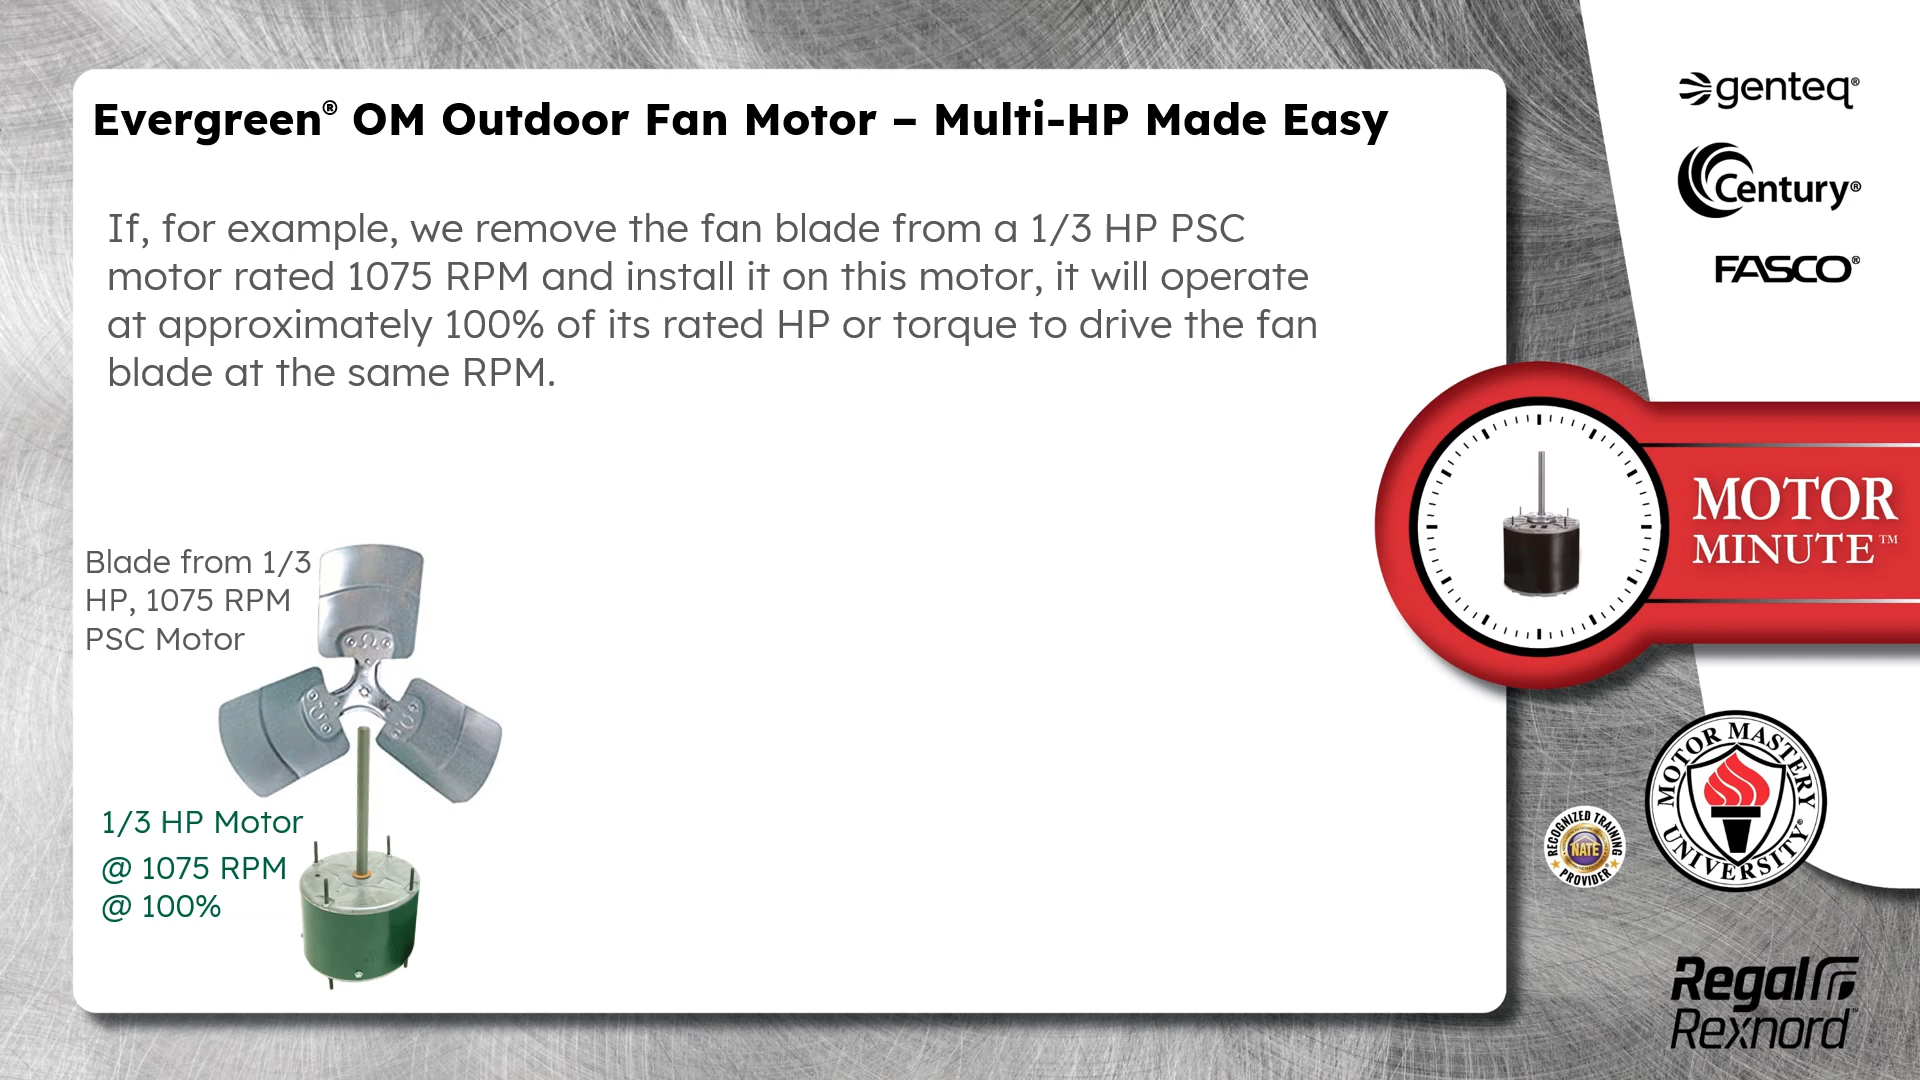 Evergreen® OM Outdoor Fan Motor – Multi-HP Made Easy
If, for example, we remove the fan blade from a 1/3 HP PSC
motor rated 1075 RPM and install it on this motor, it will operate
at approximately 100% of its rated HP or torque to drive the fan
blade at the same RPM.
Blade from 1/3
HP, 1075 RPM
PSC Motor
1/3 HP Motor
@ 1075 RPM
@ 100%
genteq®
Century®
FASCO®
MOTOR
MINUTE™
MOTOR MASTERY
UNIVERSITY®
RECOGNIZED TRAINING
NATE
PROVIDER®
Regal
Rexnord™